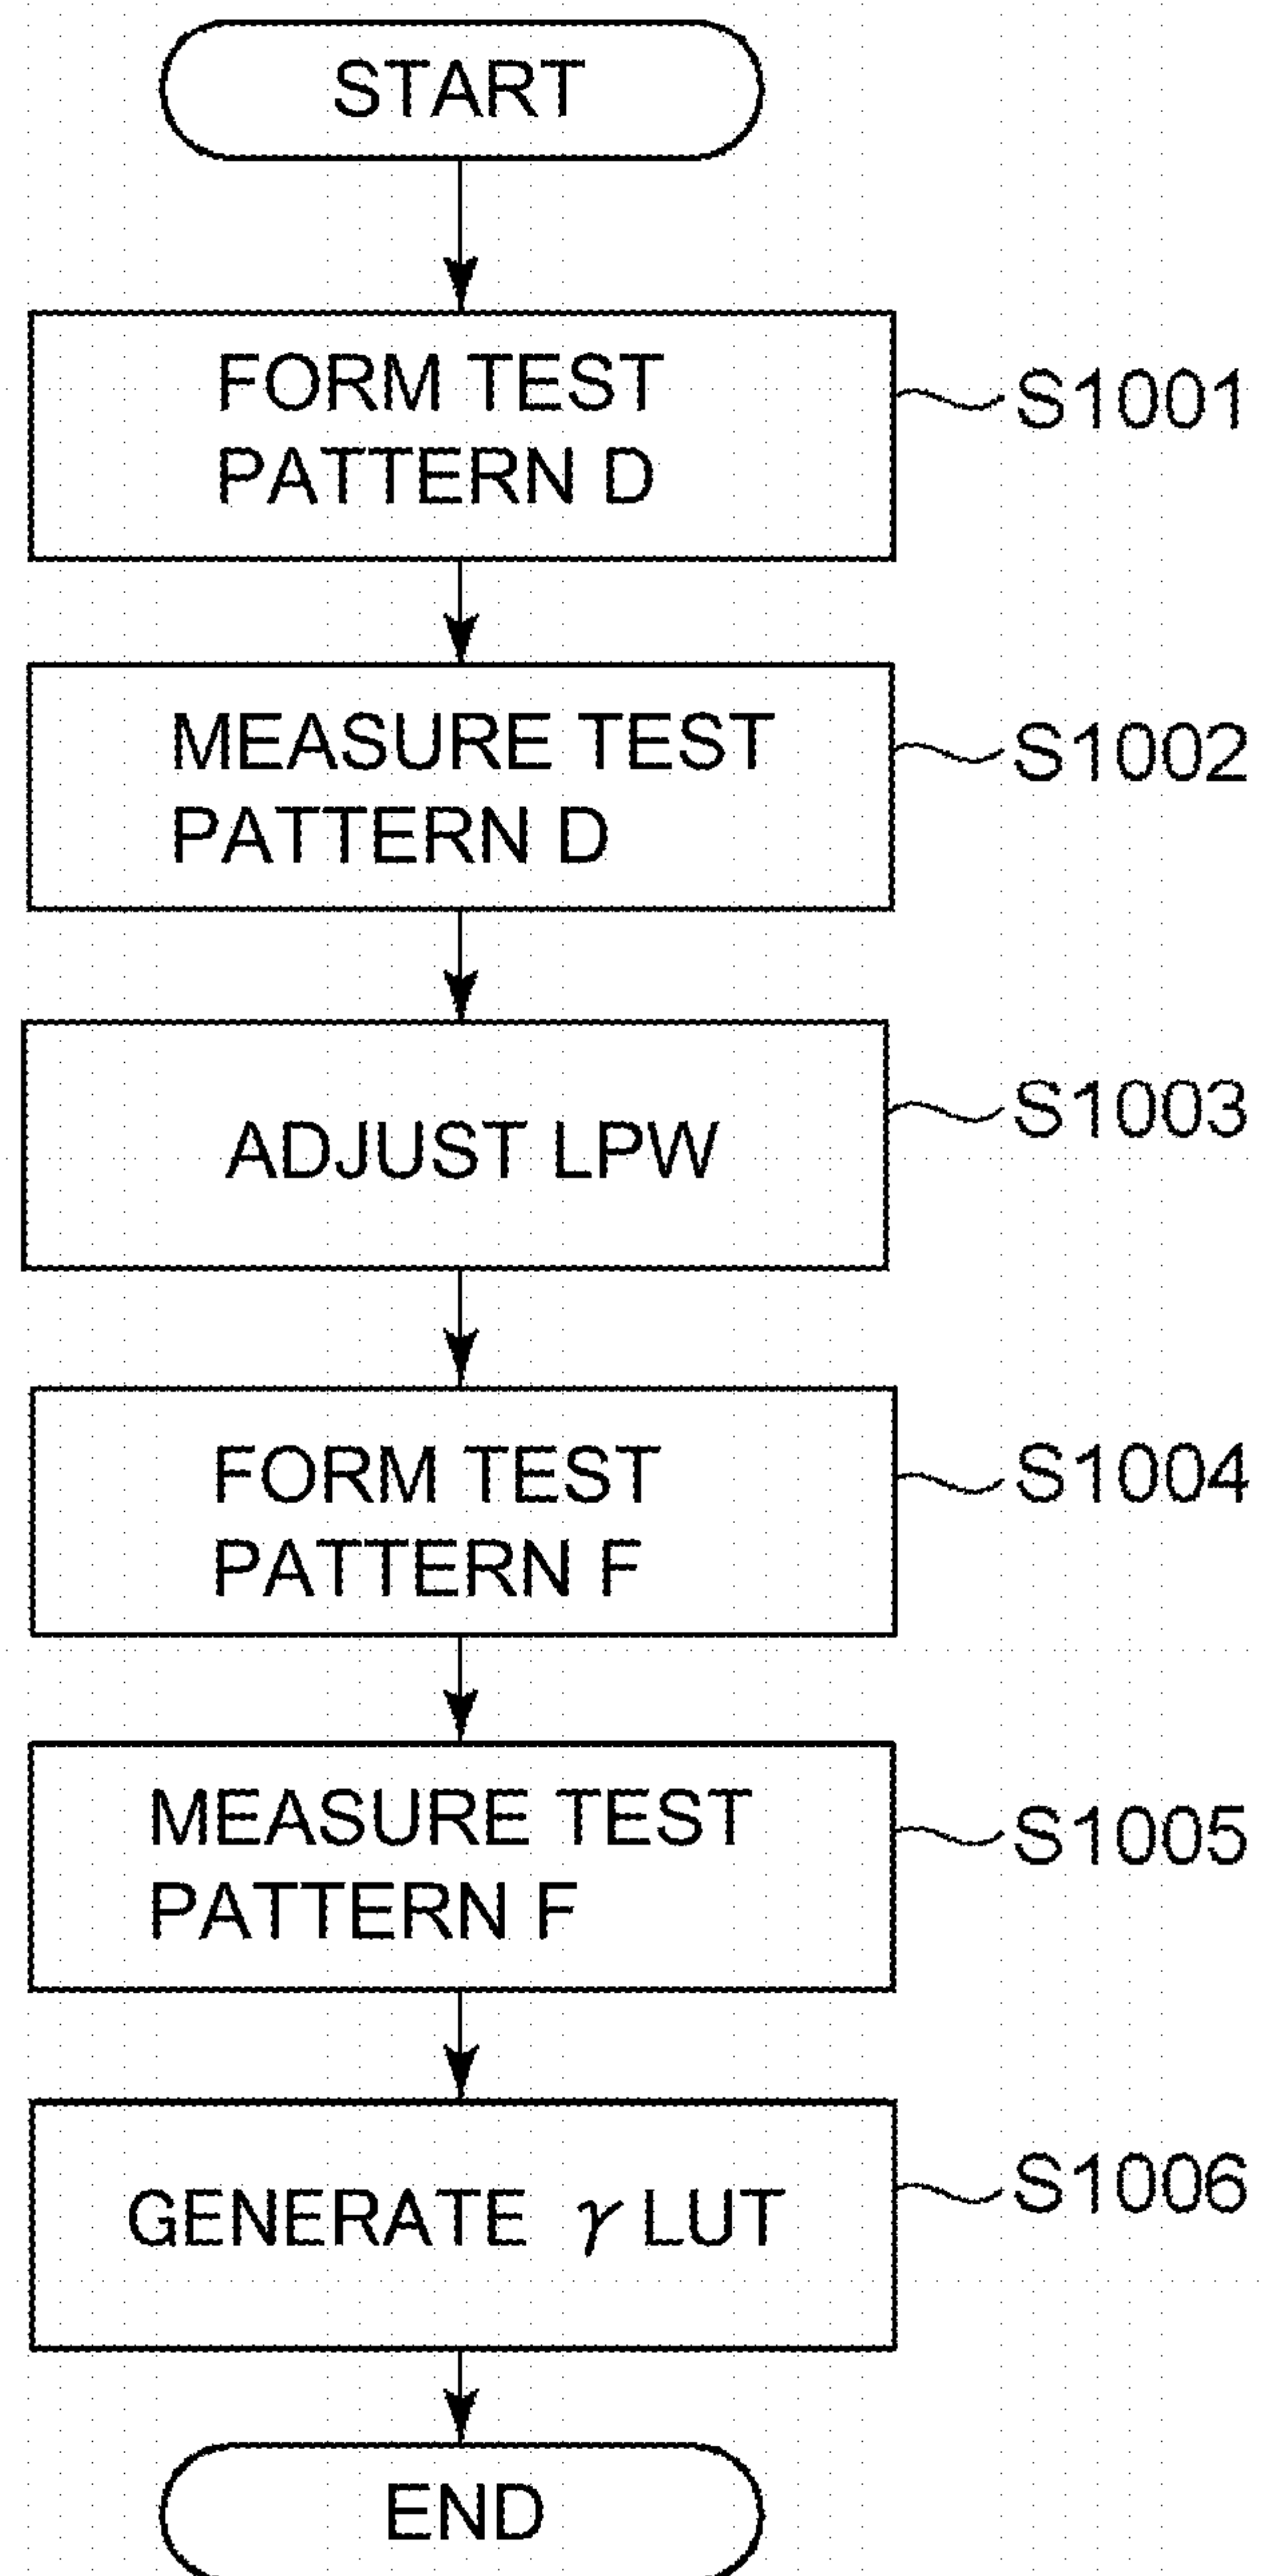 START
FORM TEST
PATTERN D
S1001
MEASURE TEST
PATTERN D
S1002
ADJUST LPW
S1003
FORM TEST
PATTERN F
S1004
MEASURE TEST
PATTERN F
S1005
GENERATE γ LUT
S1006
END